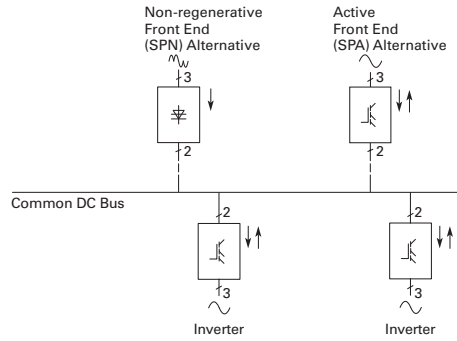 Non-regenerative
Front End
(SPN) Alternative
Active
Front End
(SPA) Alternative
3
3
2
2
Common DC Bus
2
2
3
3
Inverter
Inverter